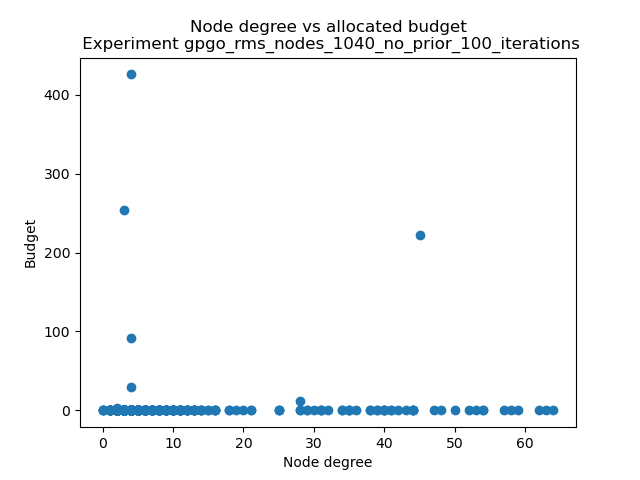 Node degree vs allocated budget
Experiment gpgo_rms_nodes_1040_no_prior_100_iterations
400
300
200
100
0
Budget
0 10 20 30 40 50 60
Node degree